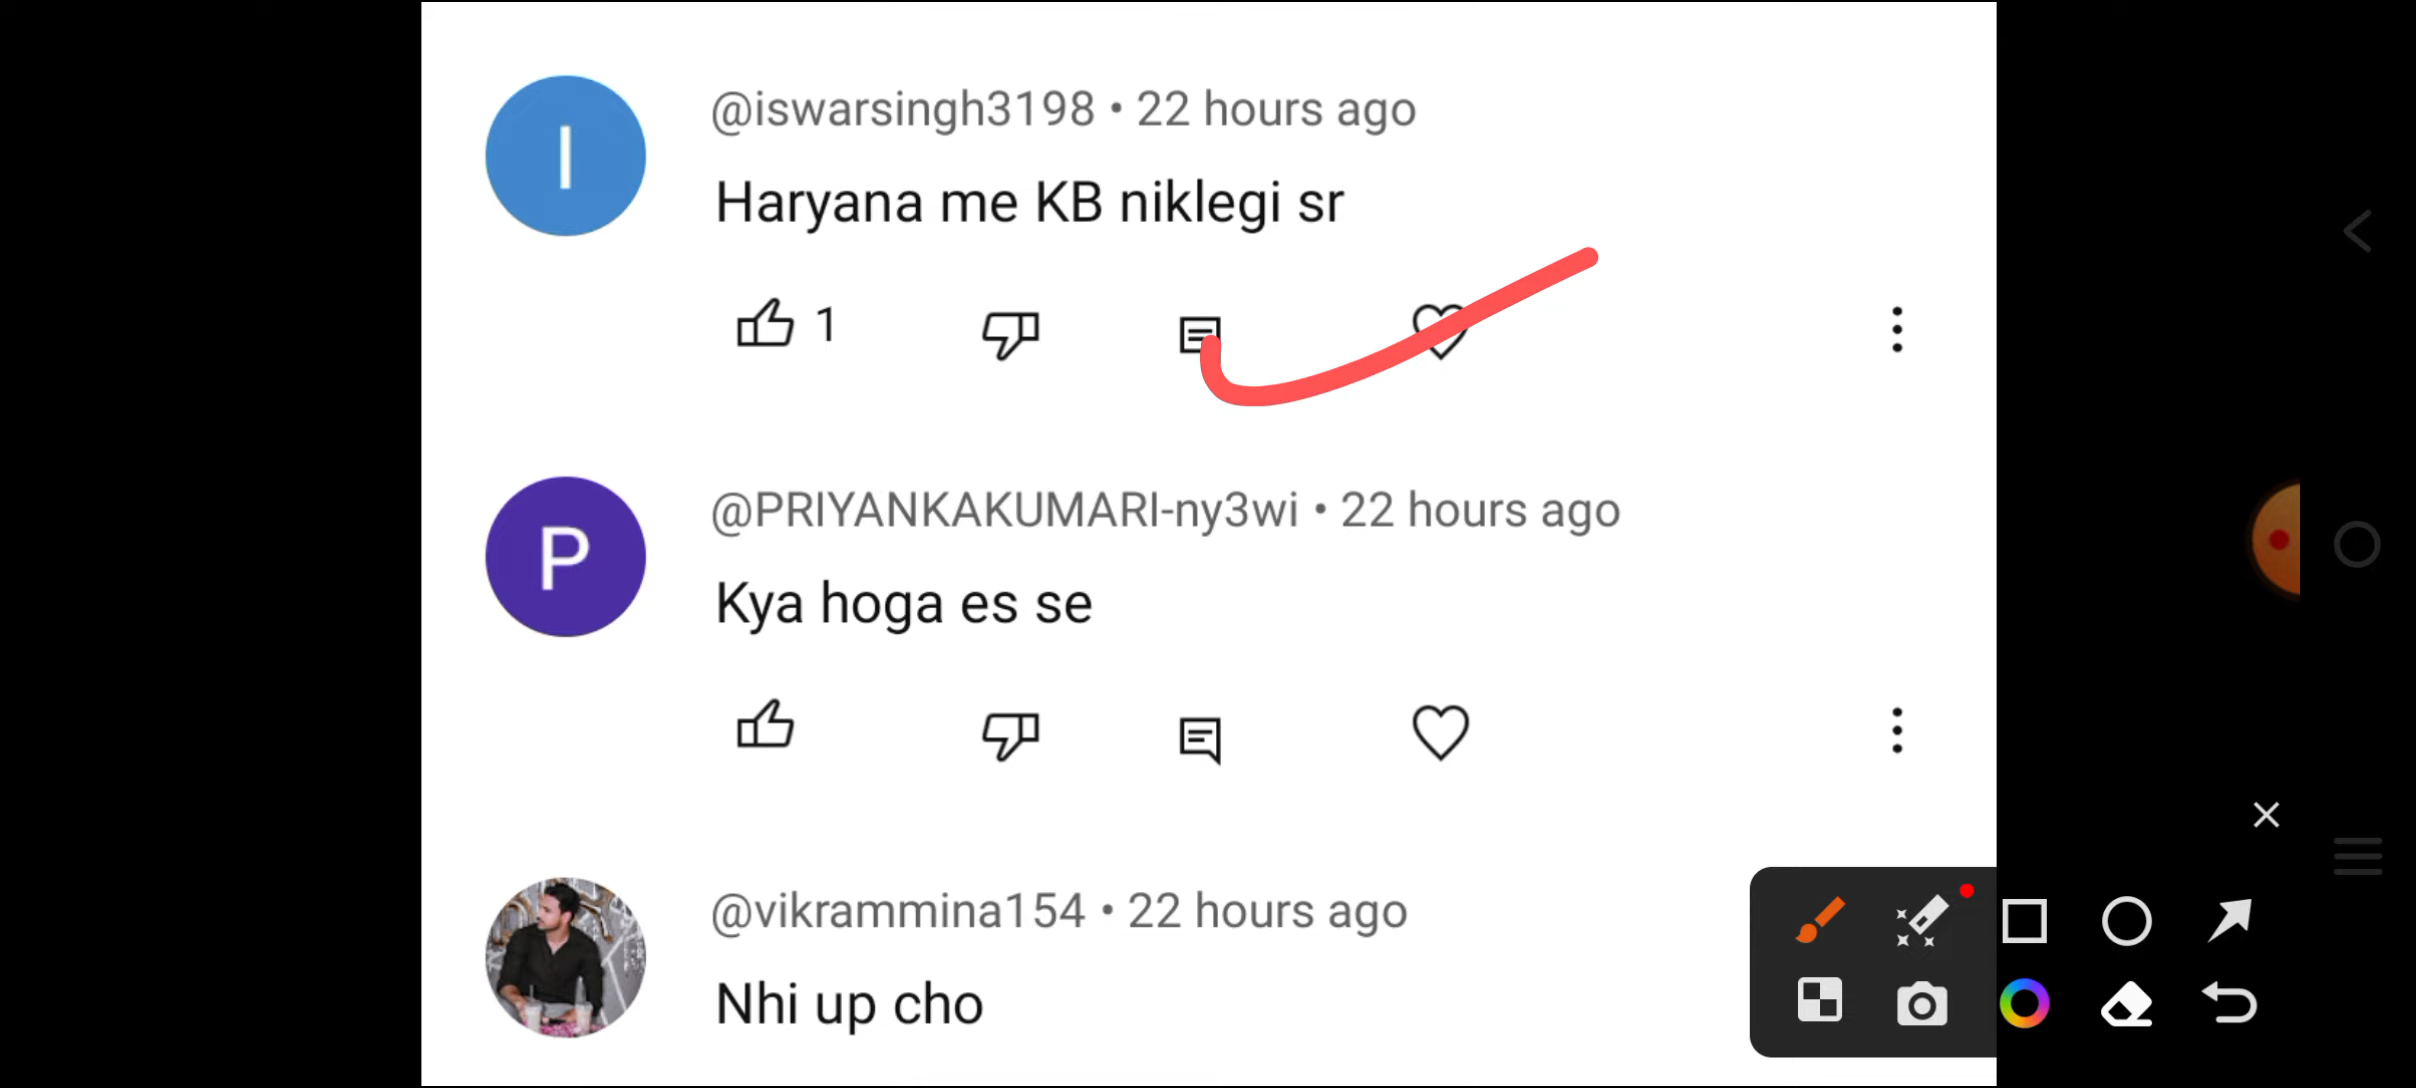 I
@iswarsingh3198 • 22 hours ago
Haryana me KB niklegi sr
1
P
@PRIYANKAKUMARI-ny3wi • 22 hours ago
Kya hoga es se
@vikrammina154 • 22 hours ago
Nhi up cho